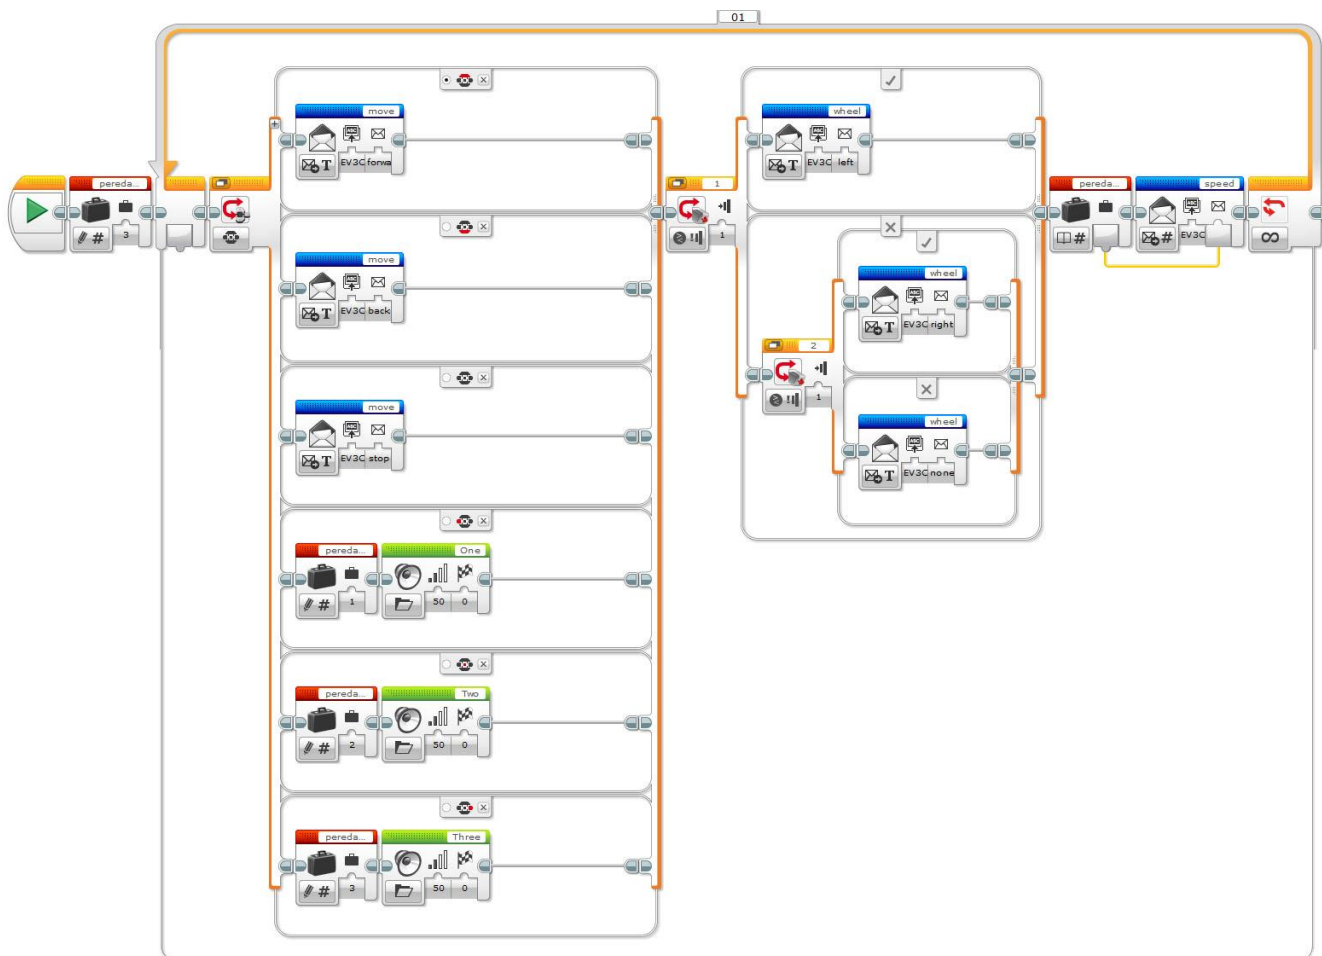 01
move
EV3C forwa
T
pereda...
# 3
move
EV3C back
T
move
EV3C stop
T
pereda... One
# 1 50 0
pereda... Two
# 2 50 0
pereda... Three
# 3 50 0
1
1
wheel
EV3C left
T
2
1
wheel
EV3C right
T
wheel
EV3C none
T
pereda... speed
# EV3C
#